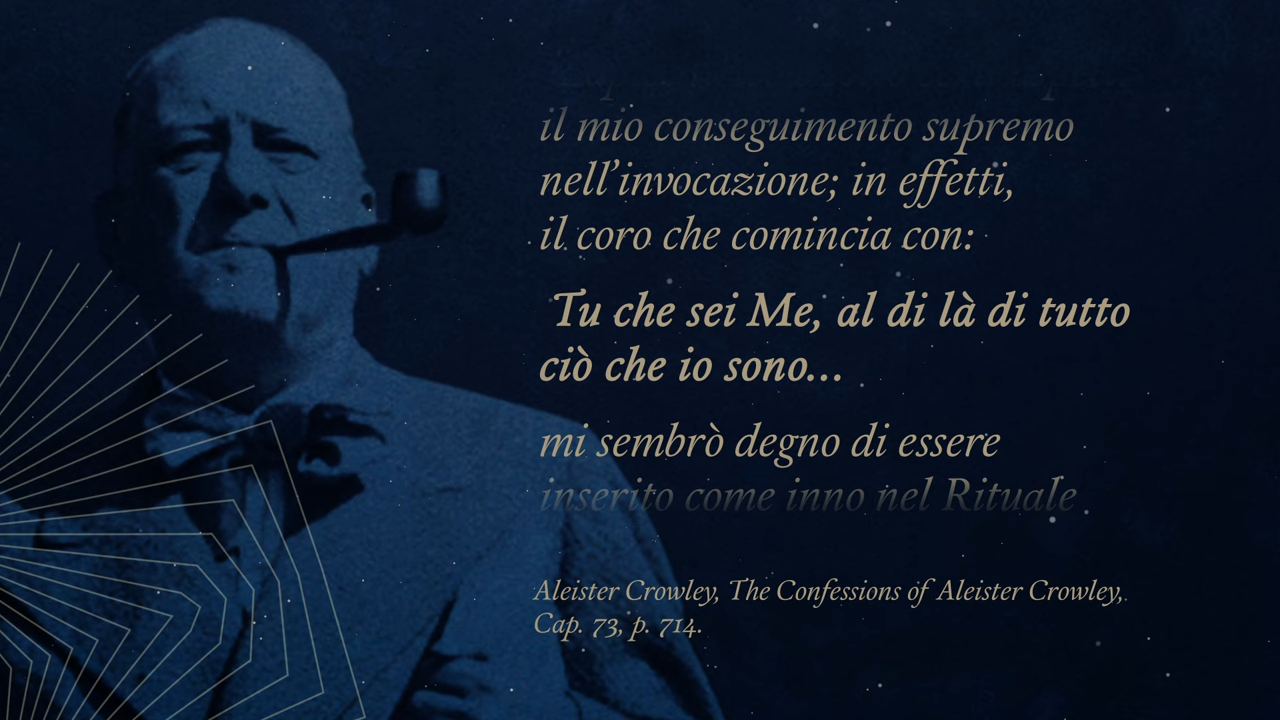 il mio conseguimento supremo
nell'invocazione; in effetti,
il coro che comincia con:
Tu che sei Me, al di là di tutto
ciò che io sono...
mi sembrò degno di essere
inserito come inno nel Rituale
Aleister Crowley, The Confessions of Aleister Crowley,
Cap. 73, p. 714.